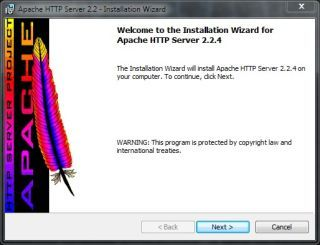 Apache HTTP Server 2.2 - Installation Wizard
Welcome to the Installation Wizard for
Apache HTTP Server 2.2.4
The Installation Wizard will install Apache HTTP Server 2.2.4 on
your computer. To continue, click Next.
WARNING: This program is protected by copyright law and
international treaties.
HTTP SERVER PROJECT
APACHE
< Back
Next >
Cancel